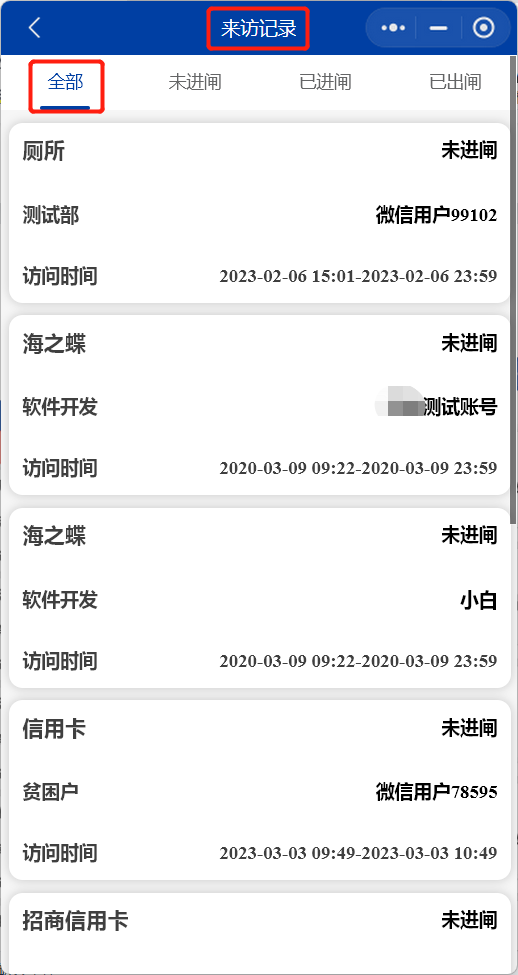 来访记录
全部 未进闸 已进闸 已出闸
厕所 未进闸
测试部 微信用户99102
访问时间 2023-02-06 15:01-2023-02-06 23:59
海之蝶 未进闸
软件开发 测试账号
访问时间 2020-03-09 09:22-2020-03-09 23:59
海之蝶 未进闸
软件开发 小白
访问时间 2020-03-09 09:22-2020-03-09 23:59
信用卡 未进闸
贫困户 微信用户78595
访问时间 2023-03-03 09:49-2023-03-03 10:49
招商信用卡 未进闸